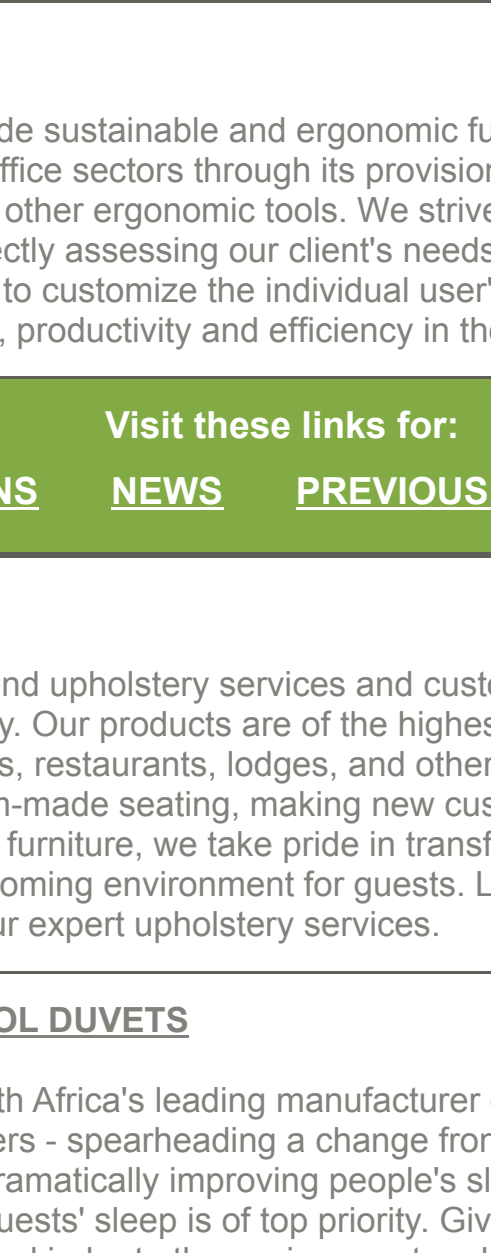 de sustainable and ergonomic fu
ffice sectors through its provision
other ergonomic tools. We strive
ectly assessing our client's needs
to customize the individual user'
, productivity and efficiency in the
Visit these links for:
NS NEWS PREVIOUS
nd upholstery services and custo
y. Our products are of the highes
s, restaurants, lodges, and other
m-made seating, making new cus
furniture, we take pride in transf
oming environment for guests. L
ur expert upholstery services.
OL DUVETS
th Africa's leading manufacturer
ers - spearheading a change from
ramatically improving people's sl
uests' sleep is of top priority. Giv